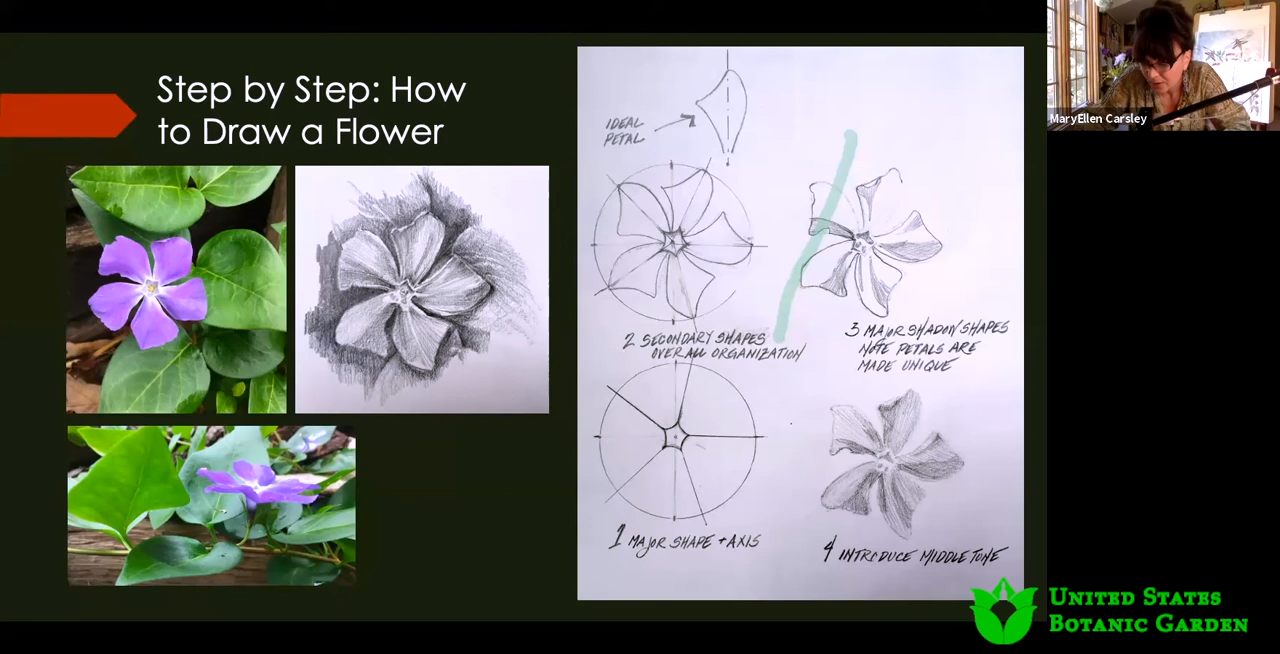 Step by Step: How
to Draw a Flower
IDEAL
PETAL
2 SECONDARY SHAPES
OVERALL ORGANIZATION
3 MAJOR SHADOW SHAPES
NOTE PETALS ARE
MADE UNIQUE
1 MAJOR SHAPE + AXIS
4 INTRODUCE MIDDLE TONE
MaryEllen Carsley
UNITED STATES
BOTANIC GARDEN